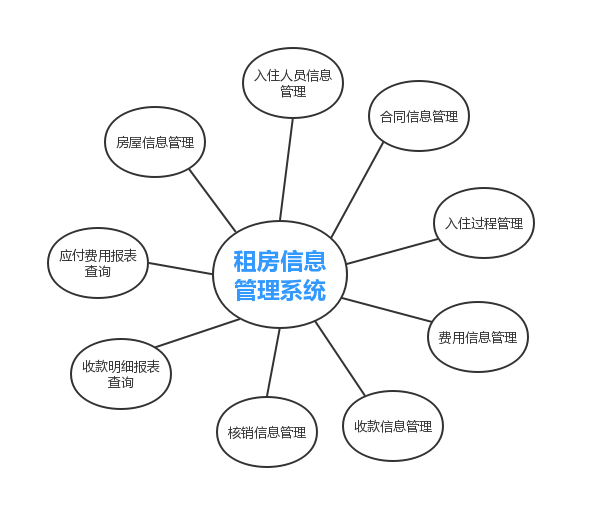 入住人员信息
管理
合同信息管理
房屋信息管理
入住过程管理
应付费用报表
查询
租房信息
管理系统
费用信息管理
收款明细报表
查询
核销信息管理
收款信息管理